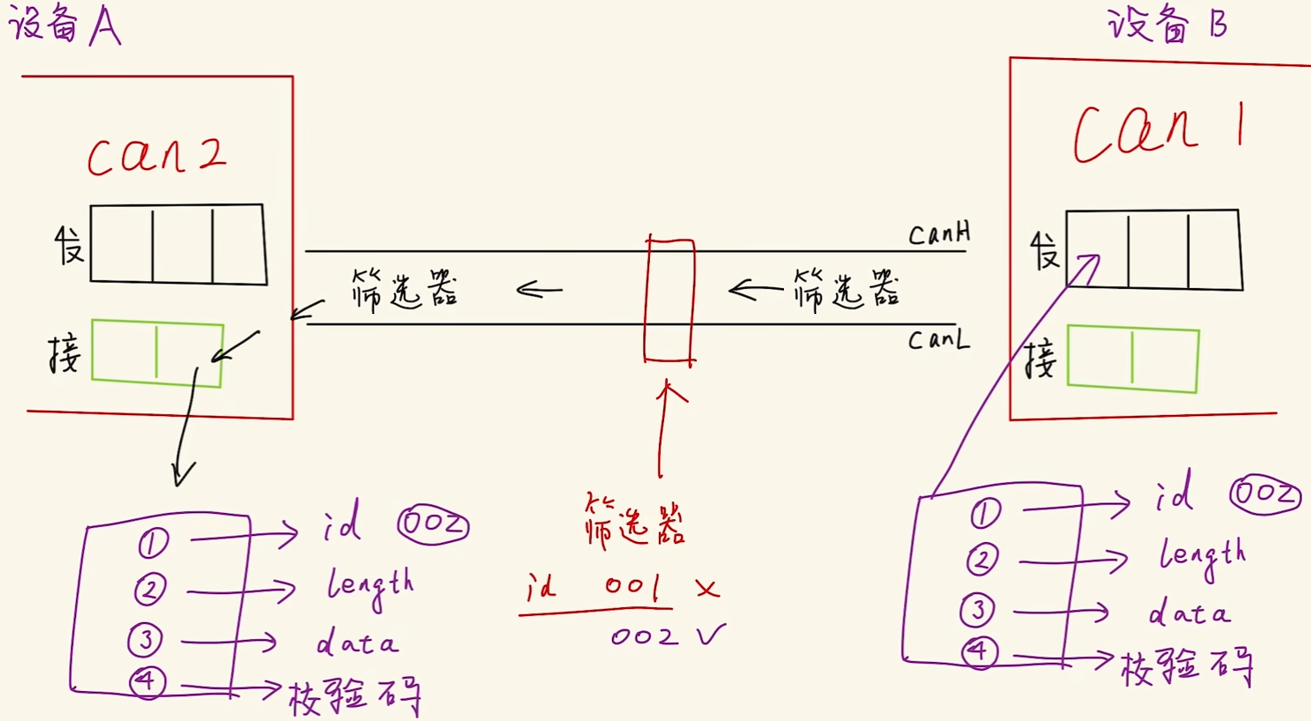 设备A
设备B
can2
can1
发
接
canH
筛选器
筛选器
canL
发
接
筛选器
id 001 ×
002 √
① id 002
② length
③ data
④ 校验码
① id 002
② length
③ data
④ 校验码